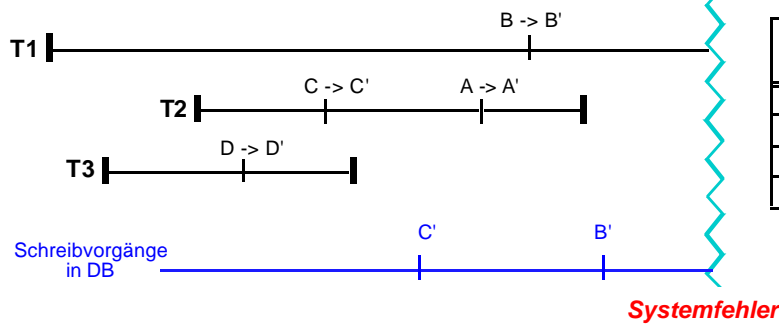 B -> B'
T1
C -> C' A -> A'
T2
D -> D'
T3
Schreibvorgänge
in DB
C' B'
Systemfehler